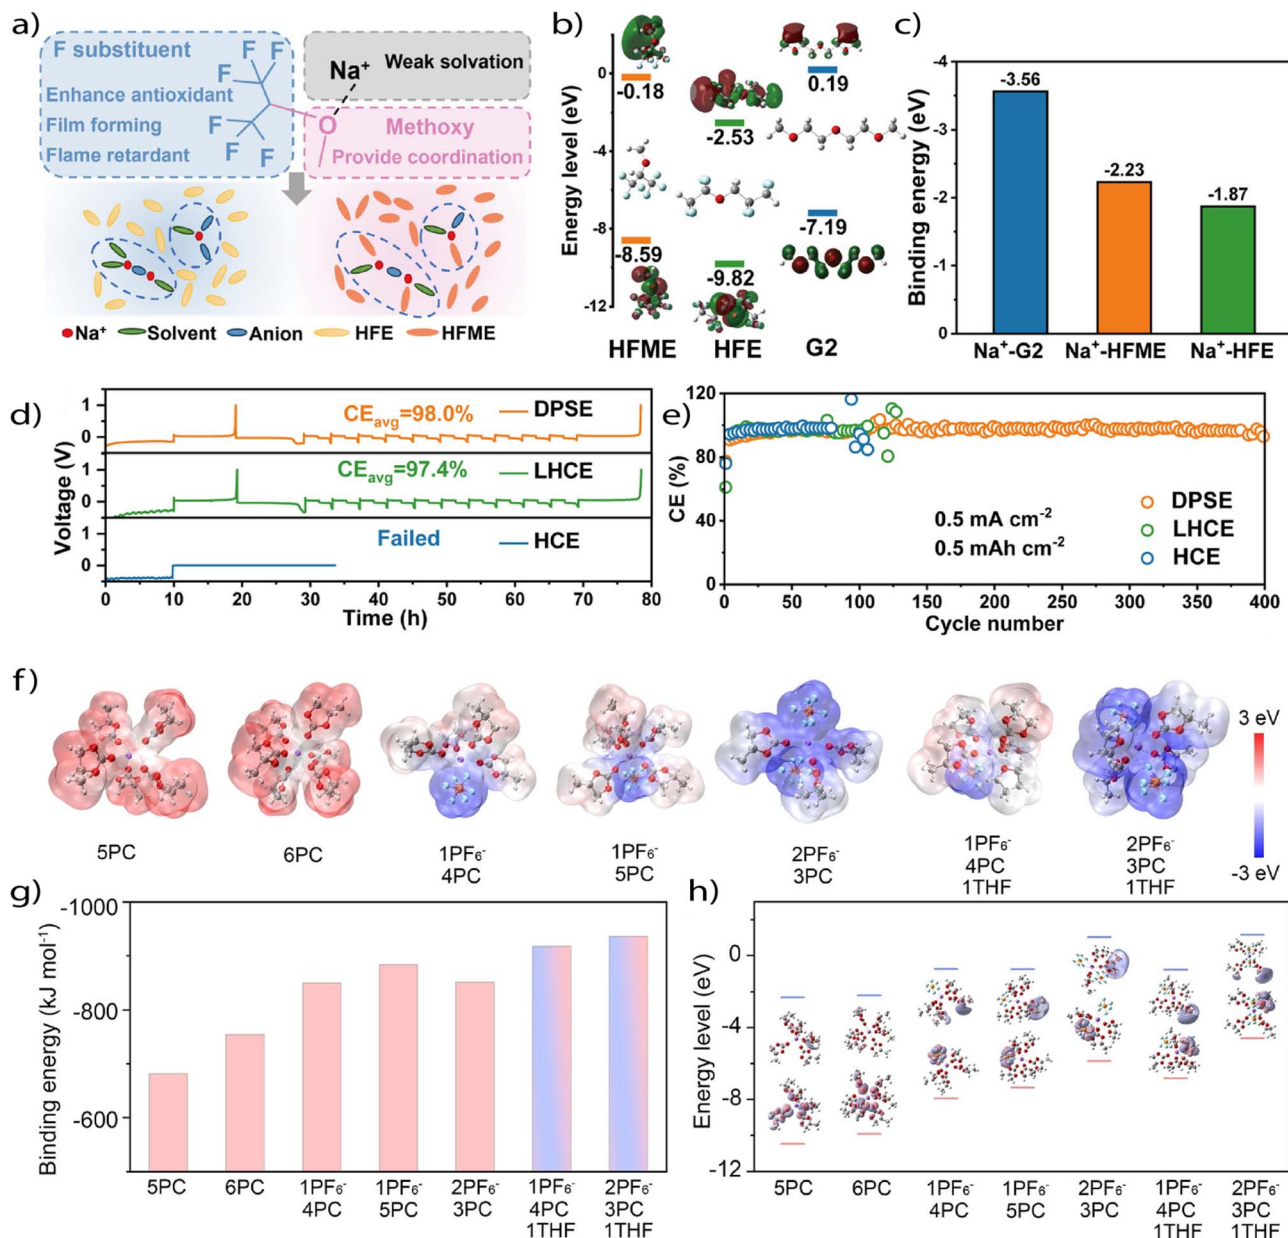 a)
F substituent
Enhance antioxidant
Film forming
Flame retardant
F F
F
F
F F
Na⁺ Weak solvation
O
Methoxy
Provide coordination
Na⁺ Solvent Anion HFE HFME
b)
Energy level (eV)
0
-4
-8
-12
-0.18
-2.53
0.19
-8.59
-9.82
-7.19
HFME HFE G2
c)
Binding energy (eV)
-4
-3
-2
-1
0
-3.56
-2.23
-1.87
Na⁺-G2 Na⁺-HFME Na⁺-HFE
d)
Voltage (V)
1
0
CEavg=98.0% DPSE
1
0
CEavg=97.4% LHCE
1
0
Failed HCE
0 10 20 30 40 50 60 70 80
Time (h)
e)
CE (%)
120
80
40
0
0.5 mA cm⁻²
0.5 mAh cm⁻²
DPSE
LHCE
HCE
0 50 100 150 200 250 300 350 400
Cycle number
f)
5PC
6PC
1PF₆⁻
4PC
1PF₆⁻
5PC
2PF₆⁻
3PC
1PF₆⁻
4PC
1THF
2PF₆⁻
3PC
1THF
3 eV
-3 eV
g)
Binding energy (kJ mol⁻¹)
-1000
-800
-600
5PC
6PC
1PF₆⁻
4PC
1PF₆⁻
5PC
2PF₆⁻
3PC
1PF₆⁻
4PC
1THF
2PF₆⁻
3PC
1THF
h)
Energy level (eV)
0
-4
-8
-12
5PC
6PC
1PF₆⁻
4PC
1PF₆⁻
5PC
2PF₆⁻
3PC
1PF₆⁻
4PC
1THF
2PF₆⁻
3PC
1THF